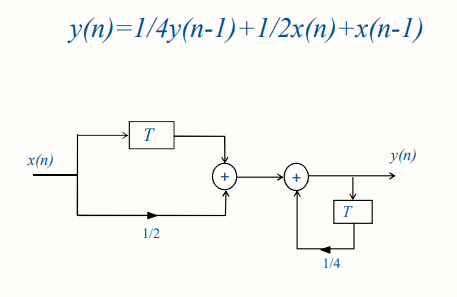 y(n)=1/4y(n-1)+1/2x(n)+x(n-1)
T
x(n)
+
+
y(n)
T
1/2
1/4